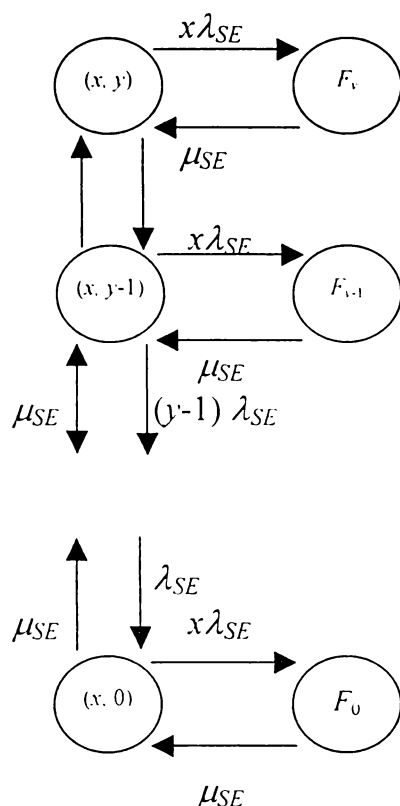 xλ_SE
(x, y) F_y
μ_SE
xλ_SE
(x, y-1) F_y-1
μ_SE
μ_SE (y-1) λ_SE
λ_SE
μ_SE xλ_SE
(x, 0) F_0
μ_SE